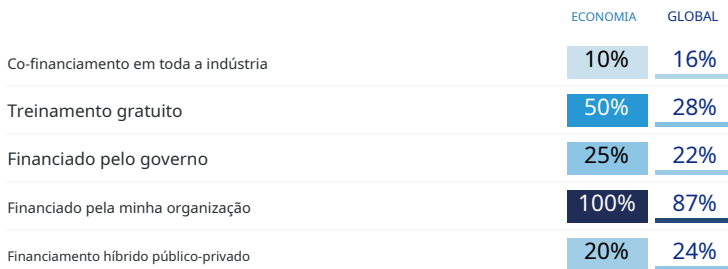 ECONOMIA GLOBAL
Co-financiamento em toda a indústria 10% 16%
Treinamento gratuito 50% 28%
Financiado pelo governo 25% 22%
Financiado pela minha organização 100% 87%
Financiamento híbrido público-privado 20% 24%